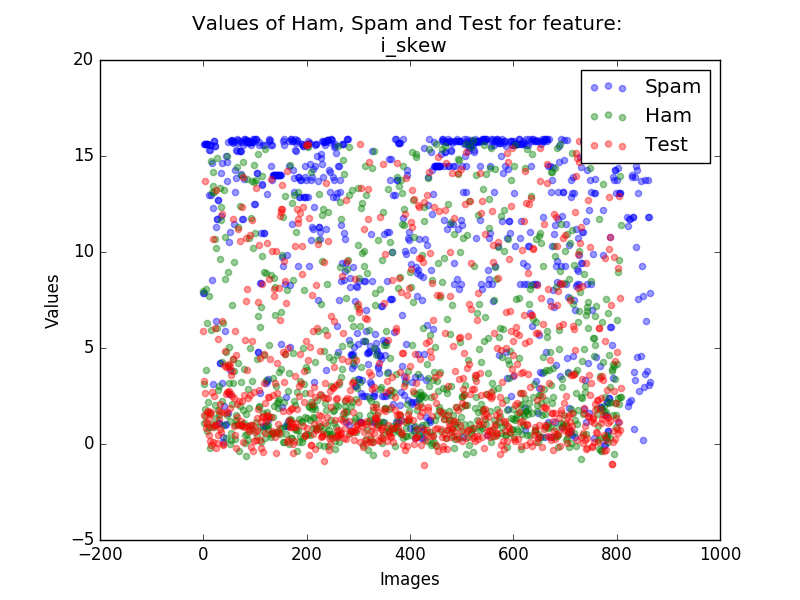 Values of Ham, Spam and Test for feature:
i_skew
Spam
Ham
Test
20
15
10
5
0
−5
Values
−200
0
200
400
600
800
1000
Images